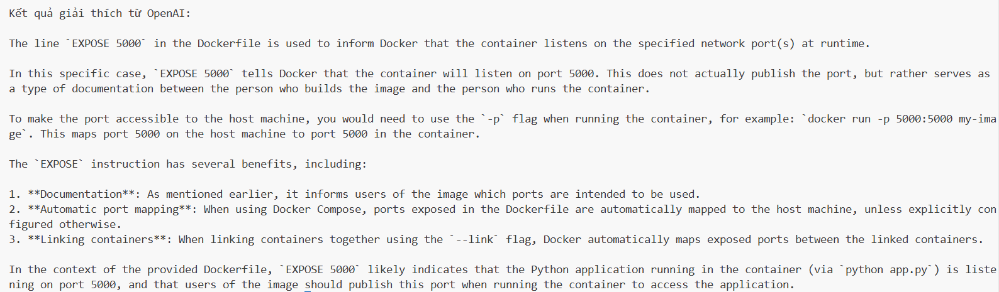 Kết quả giải thích từ OpenAI:
The line `EXPOSE 5000` in the Dockerfile is used to inform Docker that the container listens on the specified network port(s) at runtime.
In this specific case, `EXPOSE 5000` tells Docker that the container will listen on port 5000. This does not actually publish the port, but rather serves as
a type of documentation between the person who builds the image and the person who runs the container.
To make the port accessible to the host machine, you would need to use the `-p` flag when running the container, for example: `docker run -p 5000:5000 my-ima
ge`. This maps port 5000 on the host machine to port 5000 in the container.
The `EXPOSE` instruction has several benefits, including:
1. **Documentation**: As mentioned earlier, it informs users of the image which ports are intended to be used.
2. **Automatic port mapping**: When using Docker Compose, ports exposed in the Dockerfile are automatically mapped to the host machine, unless explicitly con
figured otherwise.
3. **Linking containers**: When linking containers together using the `--link` flag, Docker automatically maps exposed ports between the linked containers.
In the context of the provided Dockerfile, `EXPOSE 5000` likely indicates that the Python application running in the container (via `python app.py`) is liste
ning on port 5000, and that users of the image should publish this port when running the container to access the application.